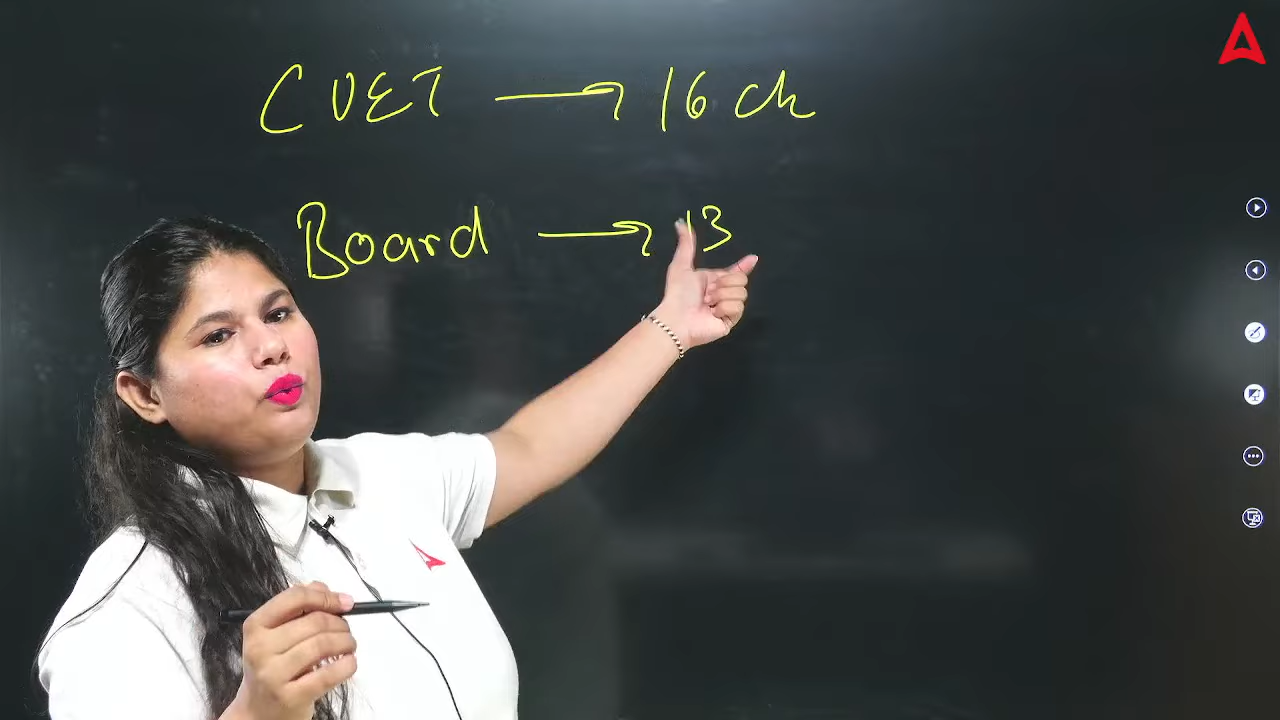 CUET → 16 ch
Board → 13